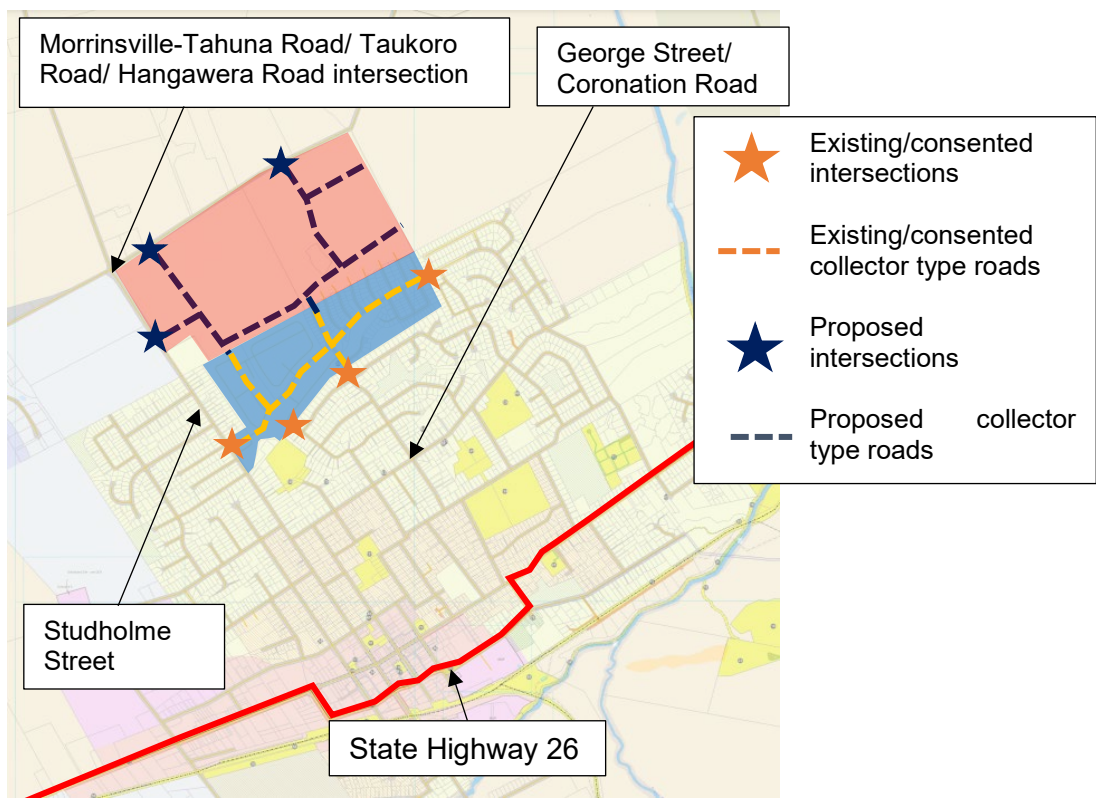 Morrinsville-Tahuna Road/ Taukoro
Road/ Hangawera Road intersection
George Street/
Coronation Road
Existing/consented
intersections
Existing/consented
collector type roads
Proposed
intersections
Proposed collector
type roads
Studholme
Street
State Highway 26